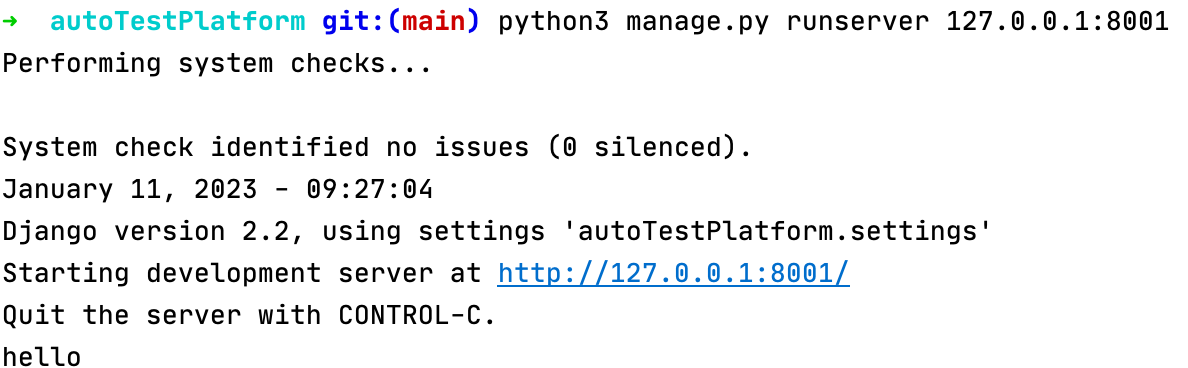 → autoTestPlatform git:(main) python3 manage.py runserver 127.0.0.1:8001
Performing system checks...
System check identified no issues (0 silenced).
January 11, 2023 - 09:27:04
Django version 2.2, using settings 'autoTestPlatform.settings'
Starting development server at http://127.0.0.1:8001/
Quit the server with CONTROL-C.
hello